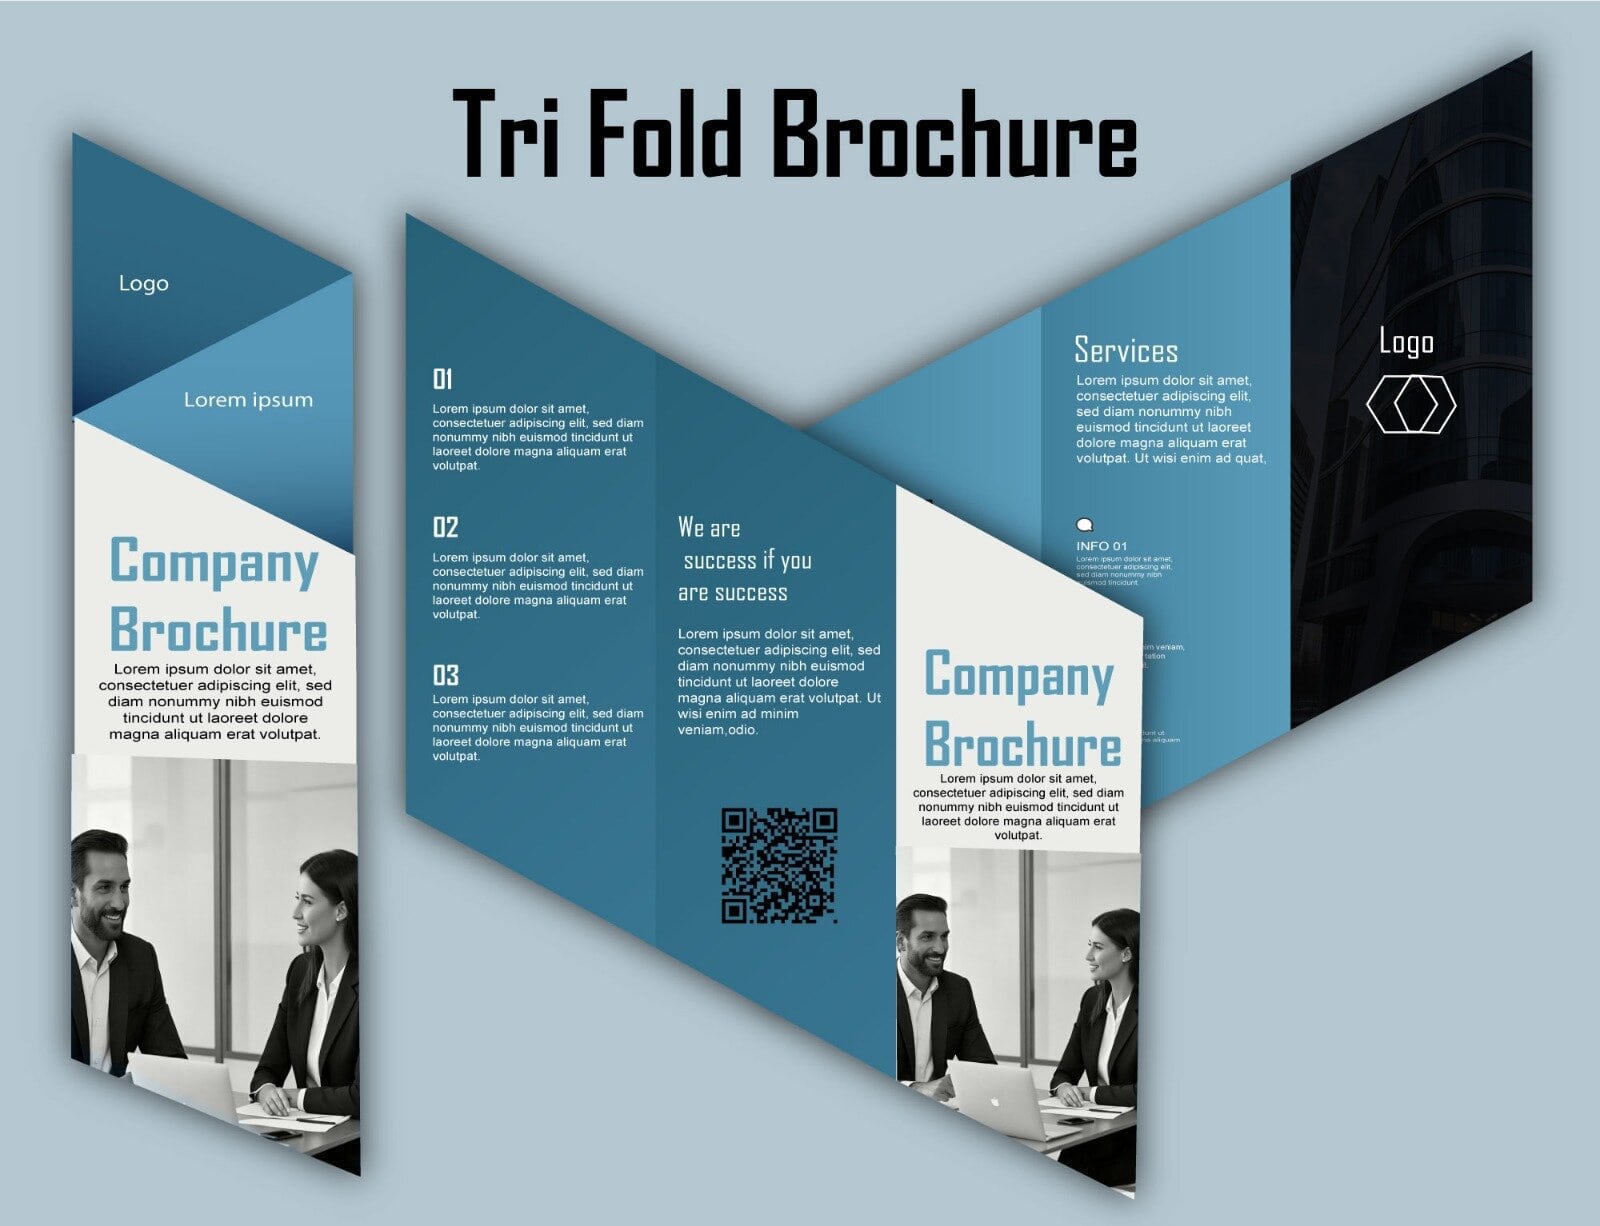 Tri Fold Brochure
Logo
Lorem ipsum
Company
Brochure
Lorem ipsum dolor sit amet,
consectetuer adipiscing elit, sed
diam nonummy nibh euismod
tincidunt ut laoreet dolore
magna aliquam erat volutpat.
01
Lorem ipsum dolor sit amet,
consectetuer adipiscing elit, sed diam
nonummy nibh euismod tincidunt ut
laoreet dolore magna aliquam erat
volutpat.
02
Lorem ipsum dolor sit amet,
consectetuer adipiscing elit, sed diam
nonummy nibh euismod tincidunt ut
laoreet dolore magna aliquam erat
volutpat.
03
Lorem ipsum dolor sit amet,
consectetuer adipiscing elit, sed diam
nonummy nibh euismod tincidunt ut
laoreet dolore magna aliquam erat
volutpat.
We are
success if you
are success
Lorem ipsum dolor sit amet,
consectetuer adipiscing elit, sed
diam nonummy nibh euismod
tincidunt ut laoreet dolore
magna aliquam erat volutpat. Ut
wisi enim ad minim
veniam,odio.
Company
Brochure
Lorem ipsum dolor sit amet,
consectetuer adipiscing elit, sed diam
nonummy nibh euismod tincidunt ut
laoreet dolore magna aliquam erat
volutpat.
Services
Lorem ipsum dolor sit amet,
consectetuer adipiscing elit,
sed diam nonummy nibh
euismod tincidunt ut laoreet
dolore magna aliquam erat
volutpat. Ut wisi enim ad quat,
INFO 01
Lorem ipsum dolor sit amet,
consectetuer adipiscing elit,
sed diam nonummy nibh
euismod tincidunt
veniam,
aliquam
Logo